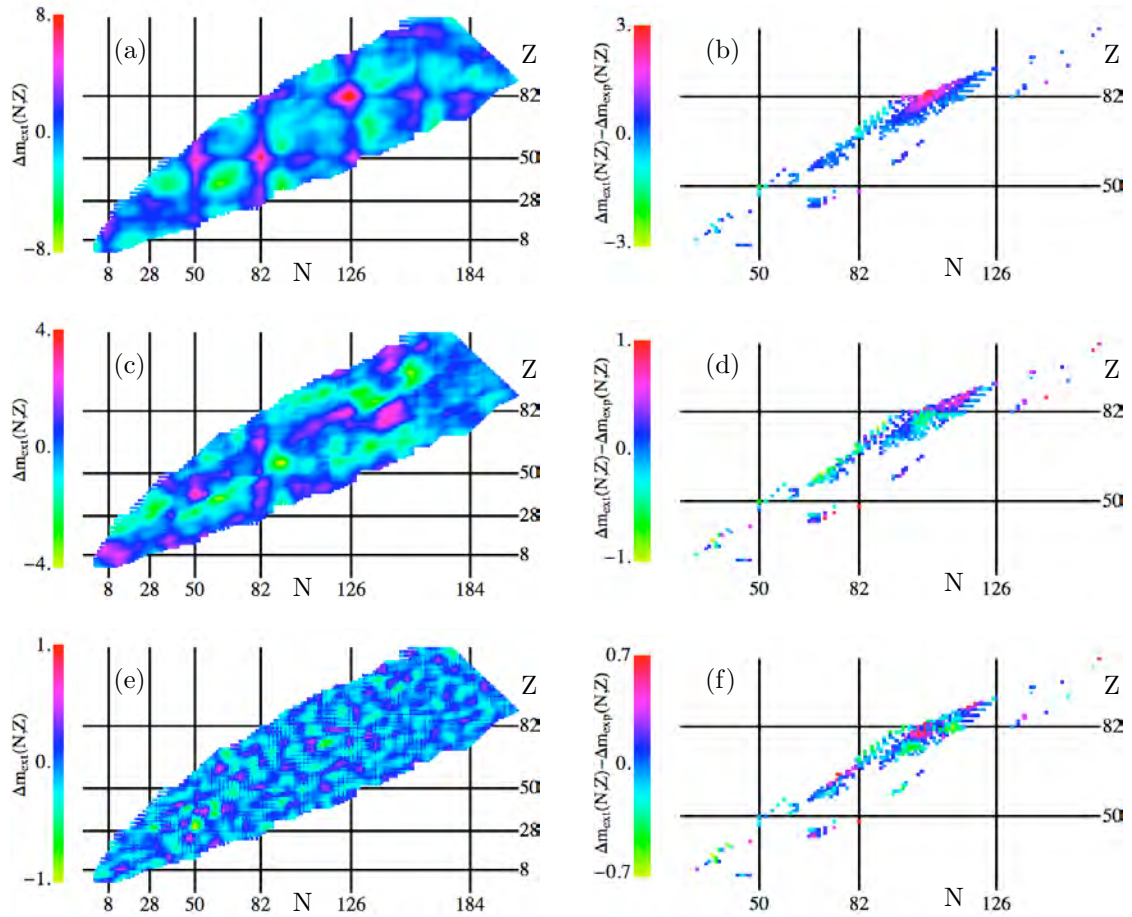 8.
(a)
Z
82
50
28
8
Δm_ext(N,Z)
0.
−8.
8 28 50 82 N 126 184
3.
(b)
Z
82
50
Δm_ext(N,Z)−Δm_exp(N,Z)
0.
−3.
50 82 N 126
4.
(c)
Z
82
50
28
8
Δm_ext(N,Z)
0.
−4.
8 28 50 82 N 126 184
1.
(d)
Z
82
50
Δm_ext(N,Z)−Δm_exp(N,Z)
0.
−1.
50 82 N 126
1.
(e)
Z
82
50
28
8
Δm_ext(N,Z)
0.
−1.
8 28 50 82 N 126 184
0.7
(f)
Z
82
50
Δm_ext(N,Z)−Δm_exp(N,Z)
0.
−0.7
50 82 N 126